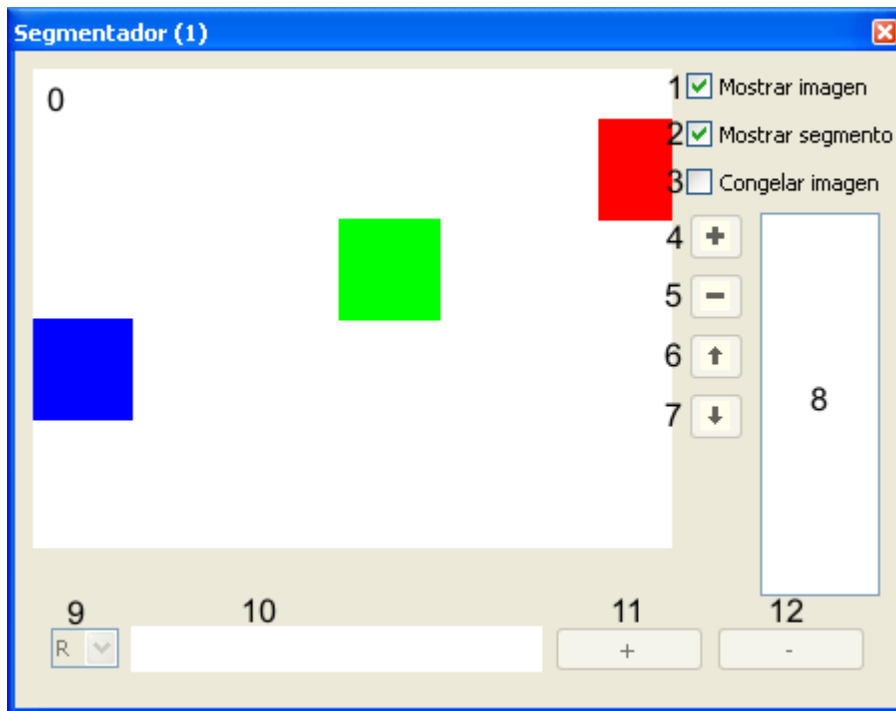 Segmentador (1)
0
1 Mostrar imagen
2 Mostrar segmento
3 Congelar imagen
4 +
5 -
6
7
8
9 10 11 12
R + -